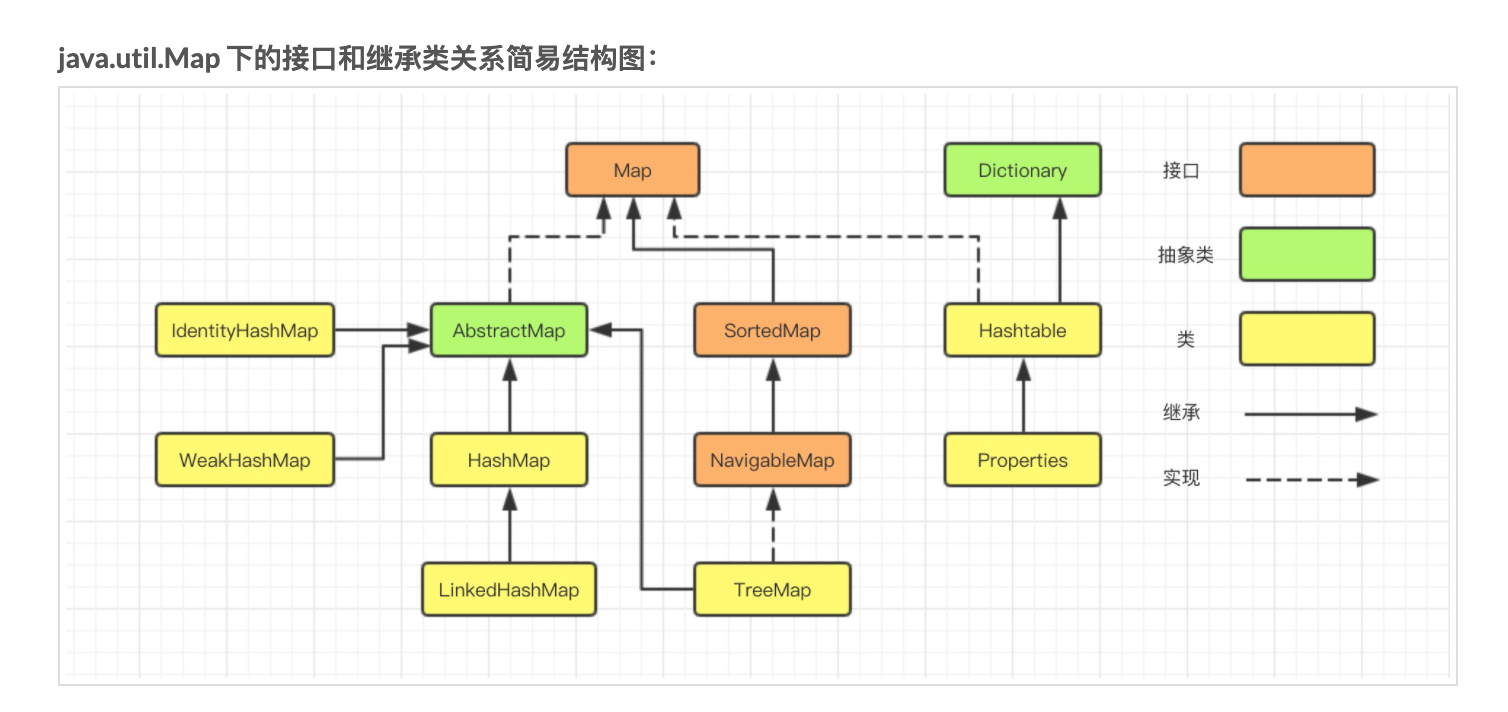 java.util.Map 下的接口和继承类关系简易结构图：
Map
Dictionary
接口
抽象类
IdentityHashMap
AbstractMap
SortedMap
Hashtable
类
继承
WeakHashMap
HashMap
NavigableMap
Properties
实现
LinkedHashMap
TreeMap